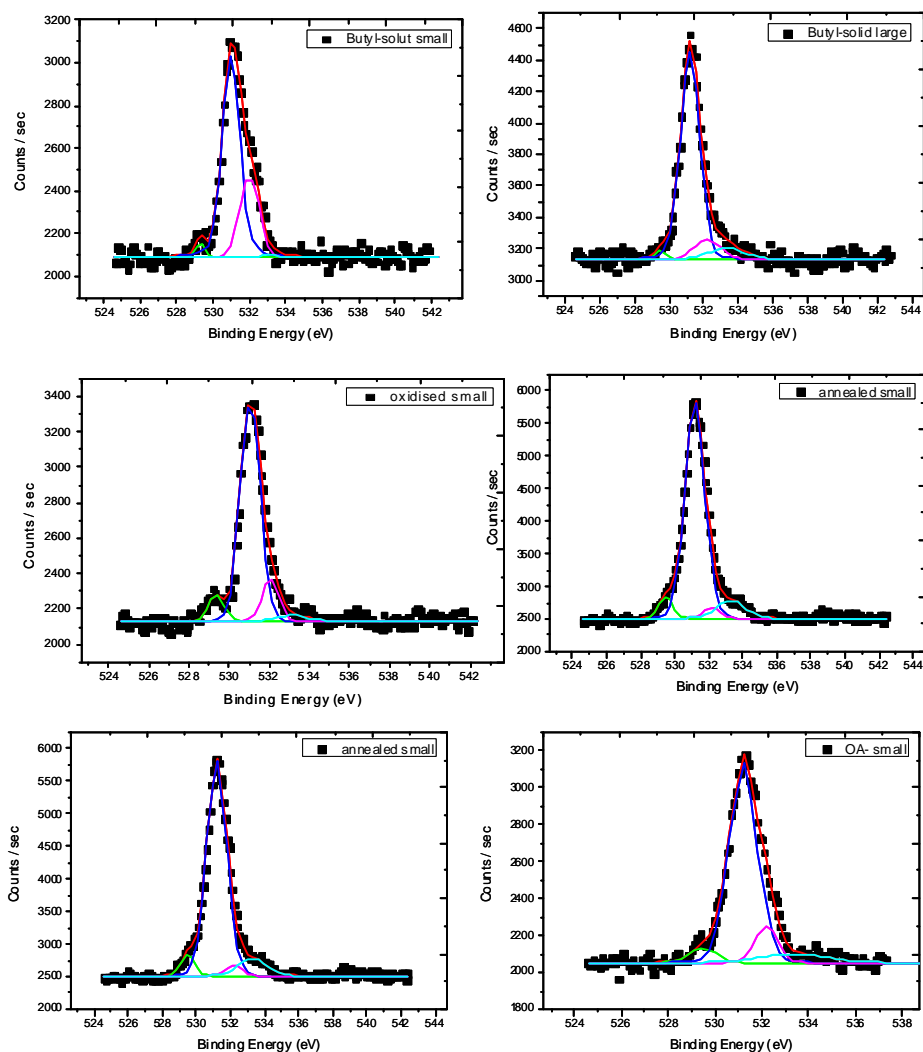 Butyl-solut small
3200
3000
2800
2600
2400
2200
2000
Counts / sec
524 526 528 530 532 534 536 538 540 542
Binding Energy (eV)
Butyl-solid large
4600
4400
4200
4000
3800
3600
3400
3200
3000
Counts / sec
524 526 528 530 532 534 536 538 540 542 544
Binding Energy (eV)
oxidised small
3400
3200
3000
2800
2600
2400
2200
2000
Counts / sec
524 526 528 530 532 534 536 538 540 542
Binding Energy (eV)
annealed small
6000
5500
5000
4500
4000
3500
3000
2500
2000
Counts / sec
524 526 528 530 532 534 536 538 540 542 544
Binding Energy (eV)
annealed small
6000
5500
5000
4500
4000
3500
3000
2500
2000
Counts / sec
524 526 528 530 532 534 536 538 540 542 544
Binding Energy (eV)
OA- small
3200
3000
2800
2600
2400
2200
2000
1800
Counts / sec
524 526 528 530 532 534 536 538
Binding Energy (eV)